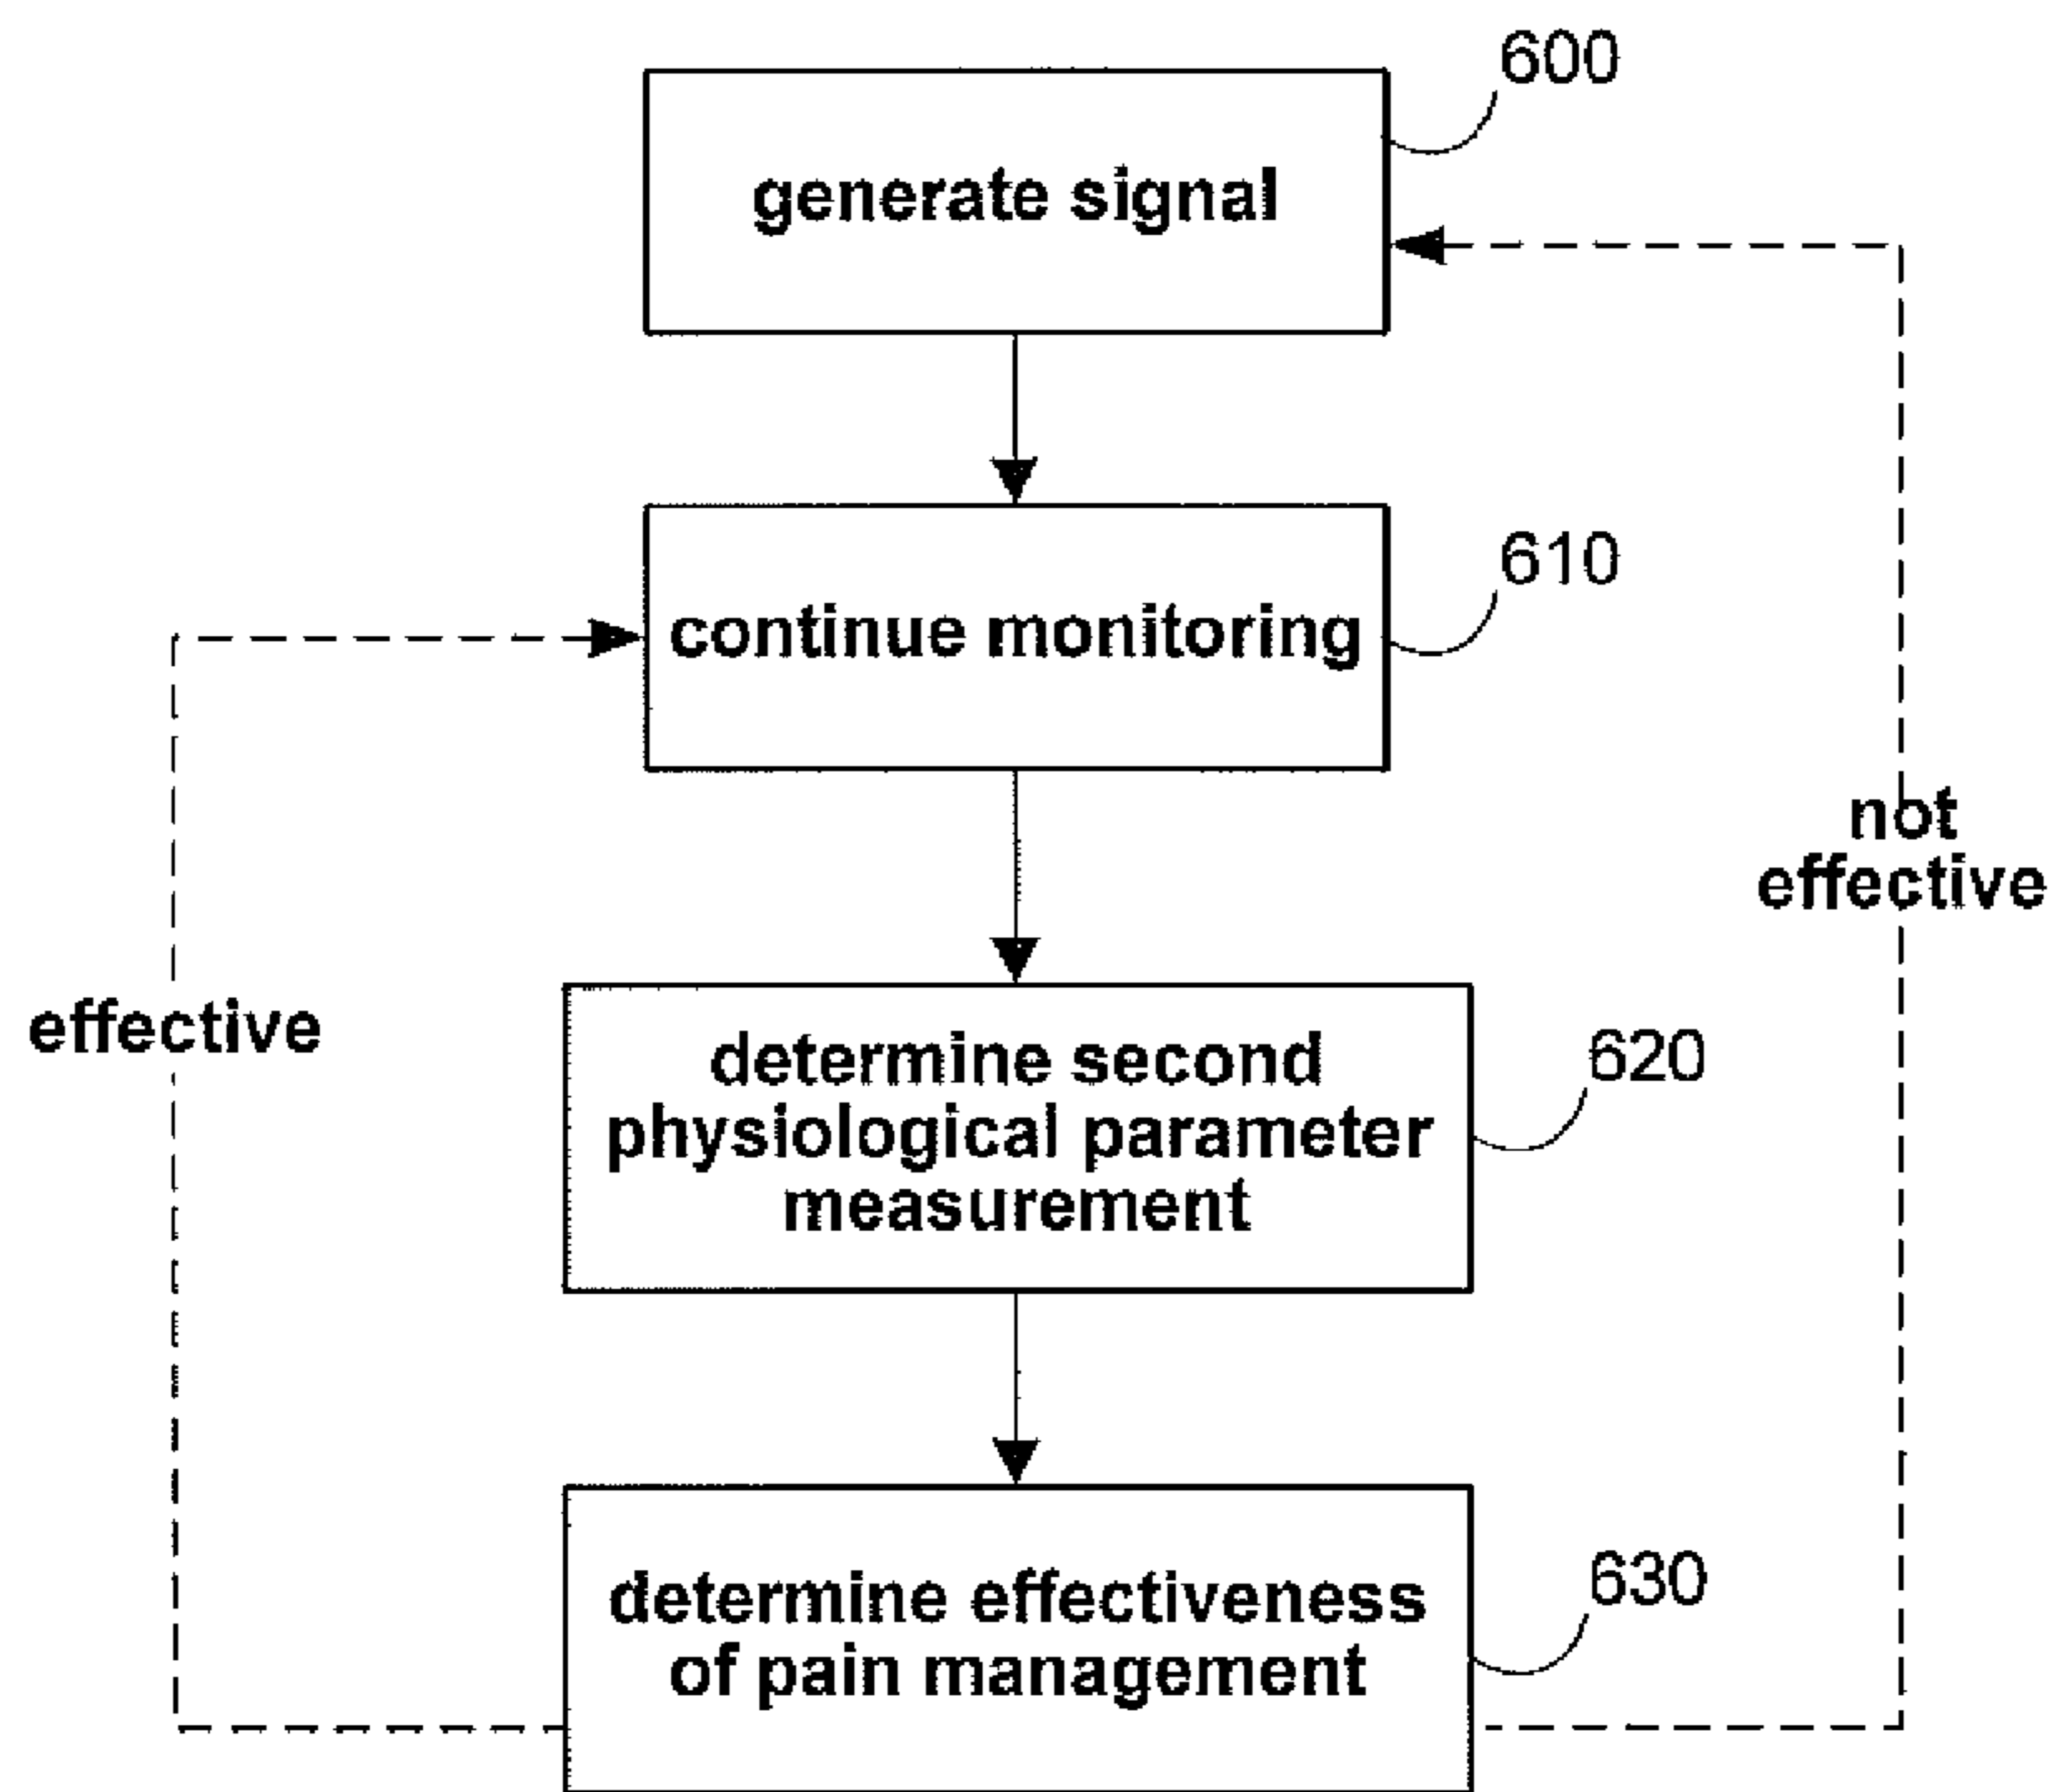 600
generate signal
610
continue monitoring
not
effective
effective
620
determine second
physiological parameter
measurement
630
determine effectiveness
of pain management